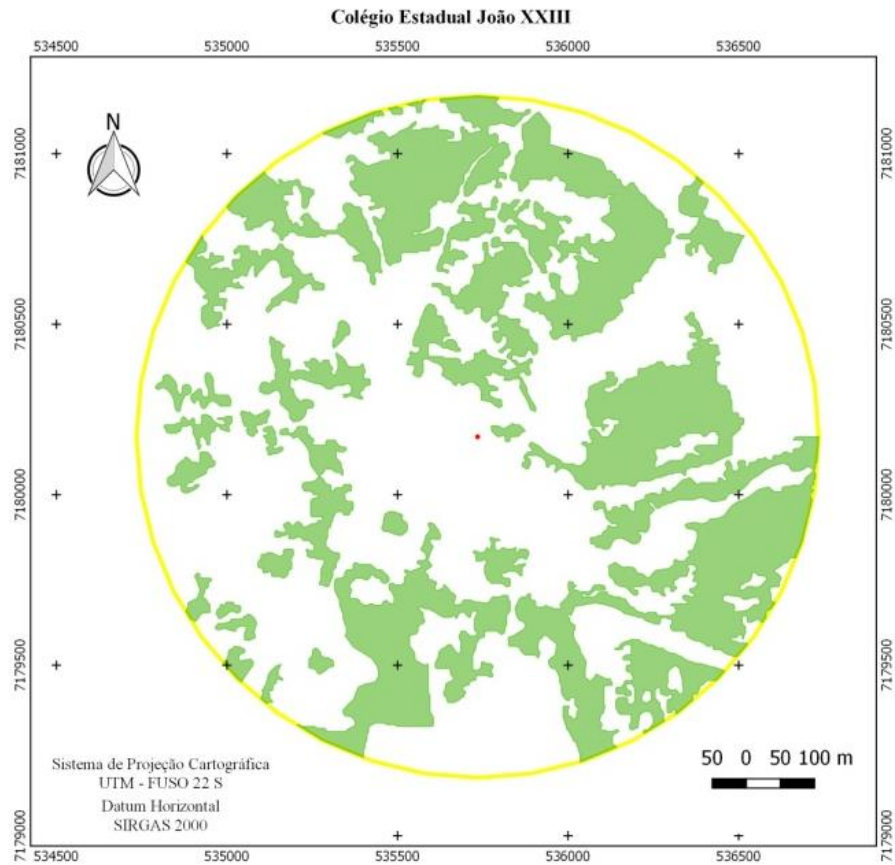 Colégio Estadual João XXIII
534500 535000 535500 536000 536500
N
7181000 7181000
7180500 7180500
7180000 7180000
7179500 7179500
7179000 7179000
Sistema de Projeção Cartográfica
UTM - FUSO 22 S
Datum Horizontal
SIRGAS 2000
50 0 50 100 m
534500 535000 535500 536000 536500